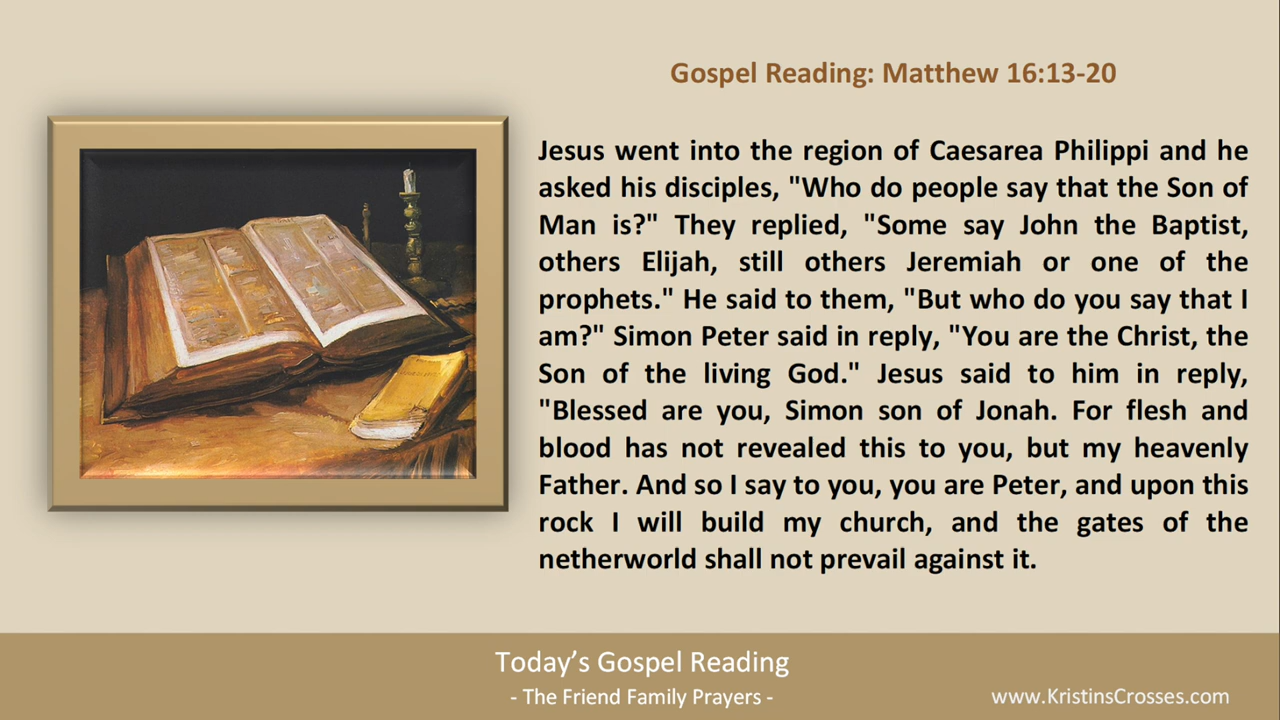 Gospel Reading: Matthew 16:13-20
Jesus went into the region of Caesarea Philippi and he
asked his disciples, "Who do people say that the Son of
Man is?" They replied, "Some say John the Baptist,
others Elijah, still others Jeremiah or one of the
prophets." He said to them, "But who do you say that I
am?" Simon Peter said in reply, "You are the Christ, the
Son of the living God." Jesus said to him in reply,
"Blessed are you, Simon son of Jonah. For flesh and
blood has not revealed this to you, but my heavenly
Father. And so I say to you, you are Peter, and upon this
rock I will build my church, and the gates of the
netherworld shall not prevail against it.
Today’s Gospel Reading
- The Friend Family Prayers -
www.KristinsCrosses.com